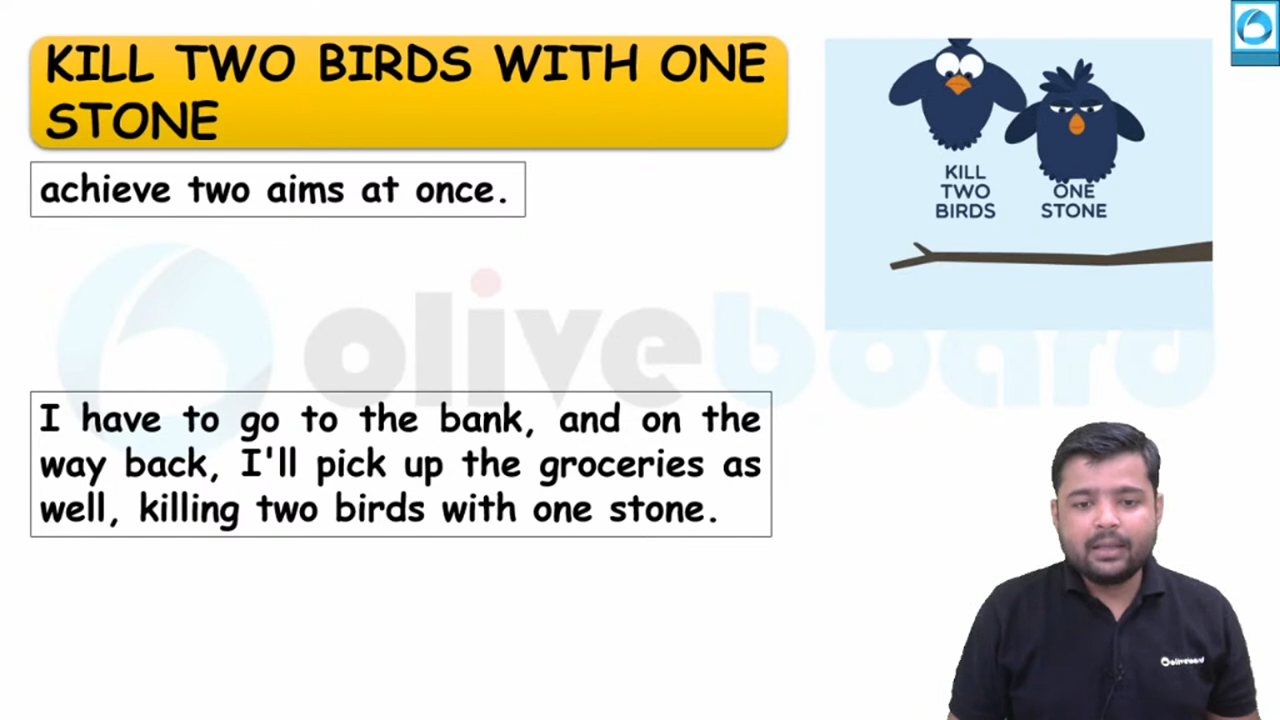 KILL TWO BIRDS WITH ONE
STONE
achieve two aims at once.
KILL
TWO
BIRDS
ONE
STONE
oliveboard
I have to go to the bank, and on the
way back, I'll pick up the groceries as
well, killing two birds with one stone.
oliveboard